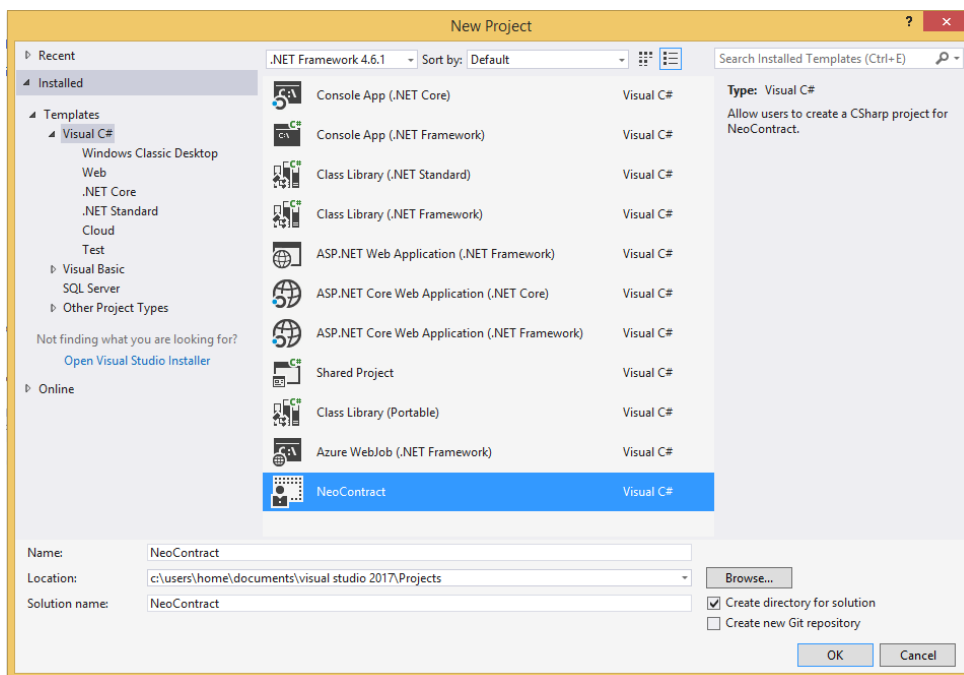 New Project
?
Recent
Installed
Templates
Visual C#
Windows Classic Desktop
Web
.NET Core
.NET Standard
Cloud
Test
Visual Basic
SQL Server
Other Project Types
Not finding what you are looking for?
Open Visual Studio Installer
Online
.NET Framework 4.6.1 Sort by: Default
Console App (.NET Core) Visual C#
Console App (.NET Framework) Visual C#
Class Library (.NET Standard) Visual C#
Class Library (.NET Framework) Visual C#
ASP.NET Web Application (.NET Framework) Visual C#
ASP.NET Core Web Application (.NET Core) Visual C#
ASP.NET Core Web Application (.NET Framework) Visual C#
Shared Project Visual C#
Class Library (Portable) Visual C#
Azure WebJob (.NET Framework) Visual C#
NeoContract Visual C#
Search Installed Templates (Ctrl+E)
Type: Visual C#
Allow users to create a CSharp project for
NeoContract.
Name: NeoContract
Location: c:\users\home\documents\visual studio 2017\Projects
Browse...
Solution name: NeoContract
Create directory for solution
Create new Git repository
OK Cancel